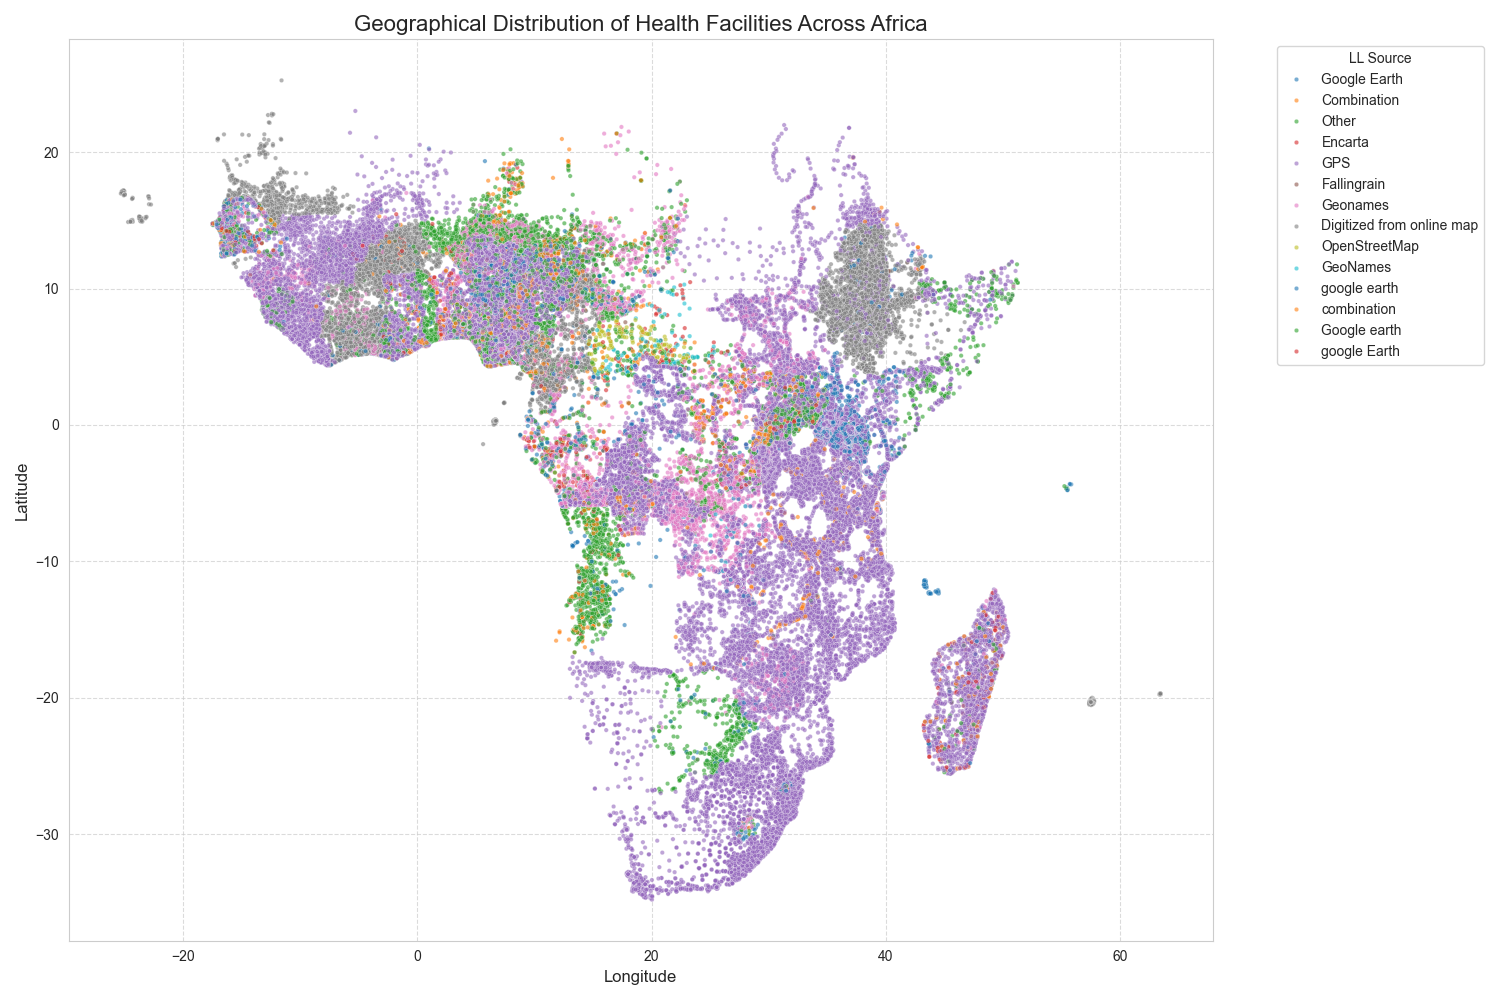 Geographical Distribution of Health Facilities Across Africa
LL Source
Google Earth
Combination
Other
Encarta
GPS
Fallingrain
Geonames
Digitized from online map
OpenStreetMap
GeoNames
google earth
combination
Google earth
google Earth
Latitude
20
10
0
−10
−20
−30
−20
0
20
40
60
Longitude